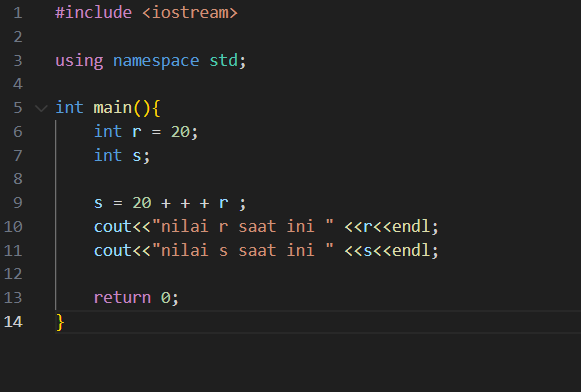 1 #include <iostream>
2
3 using namespace std;
4
5 int main(){
6 int r = 20;
7 int s;
8
9 s = 20 + + + r ;
10 cout<<"nilai r saat ini " <<r<<endl;
11 cout<<"nilai s saat ini " <<s<<endl;
12
13 return 0;
14 }